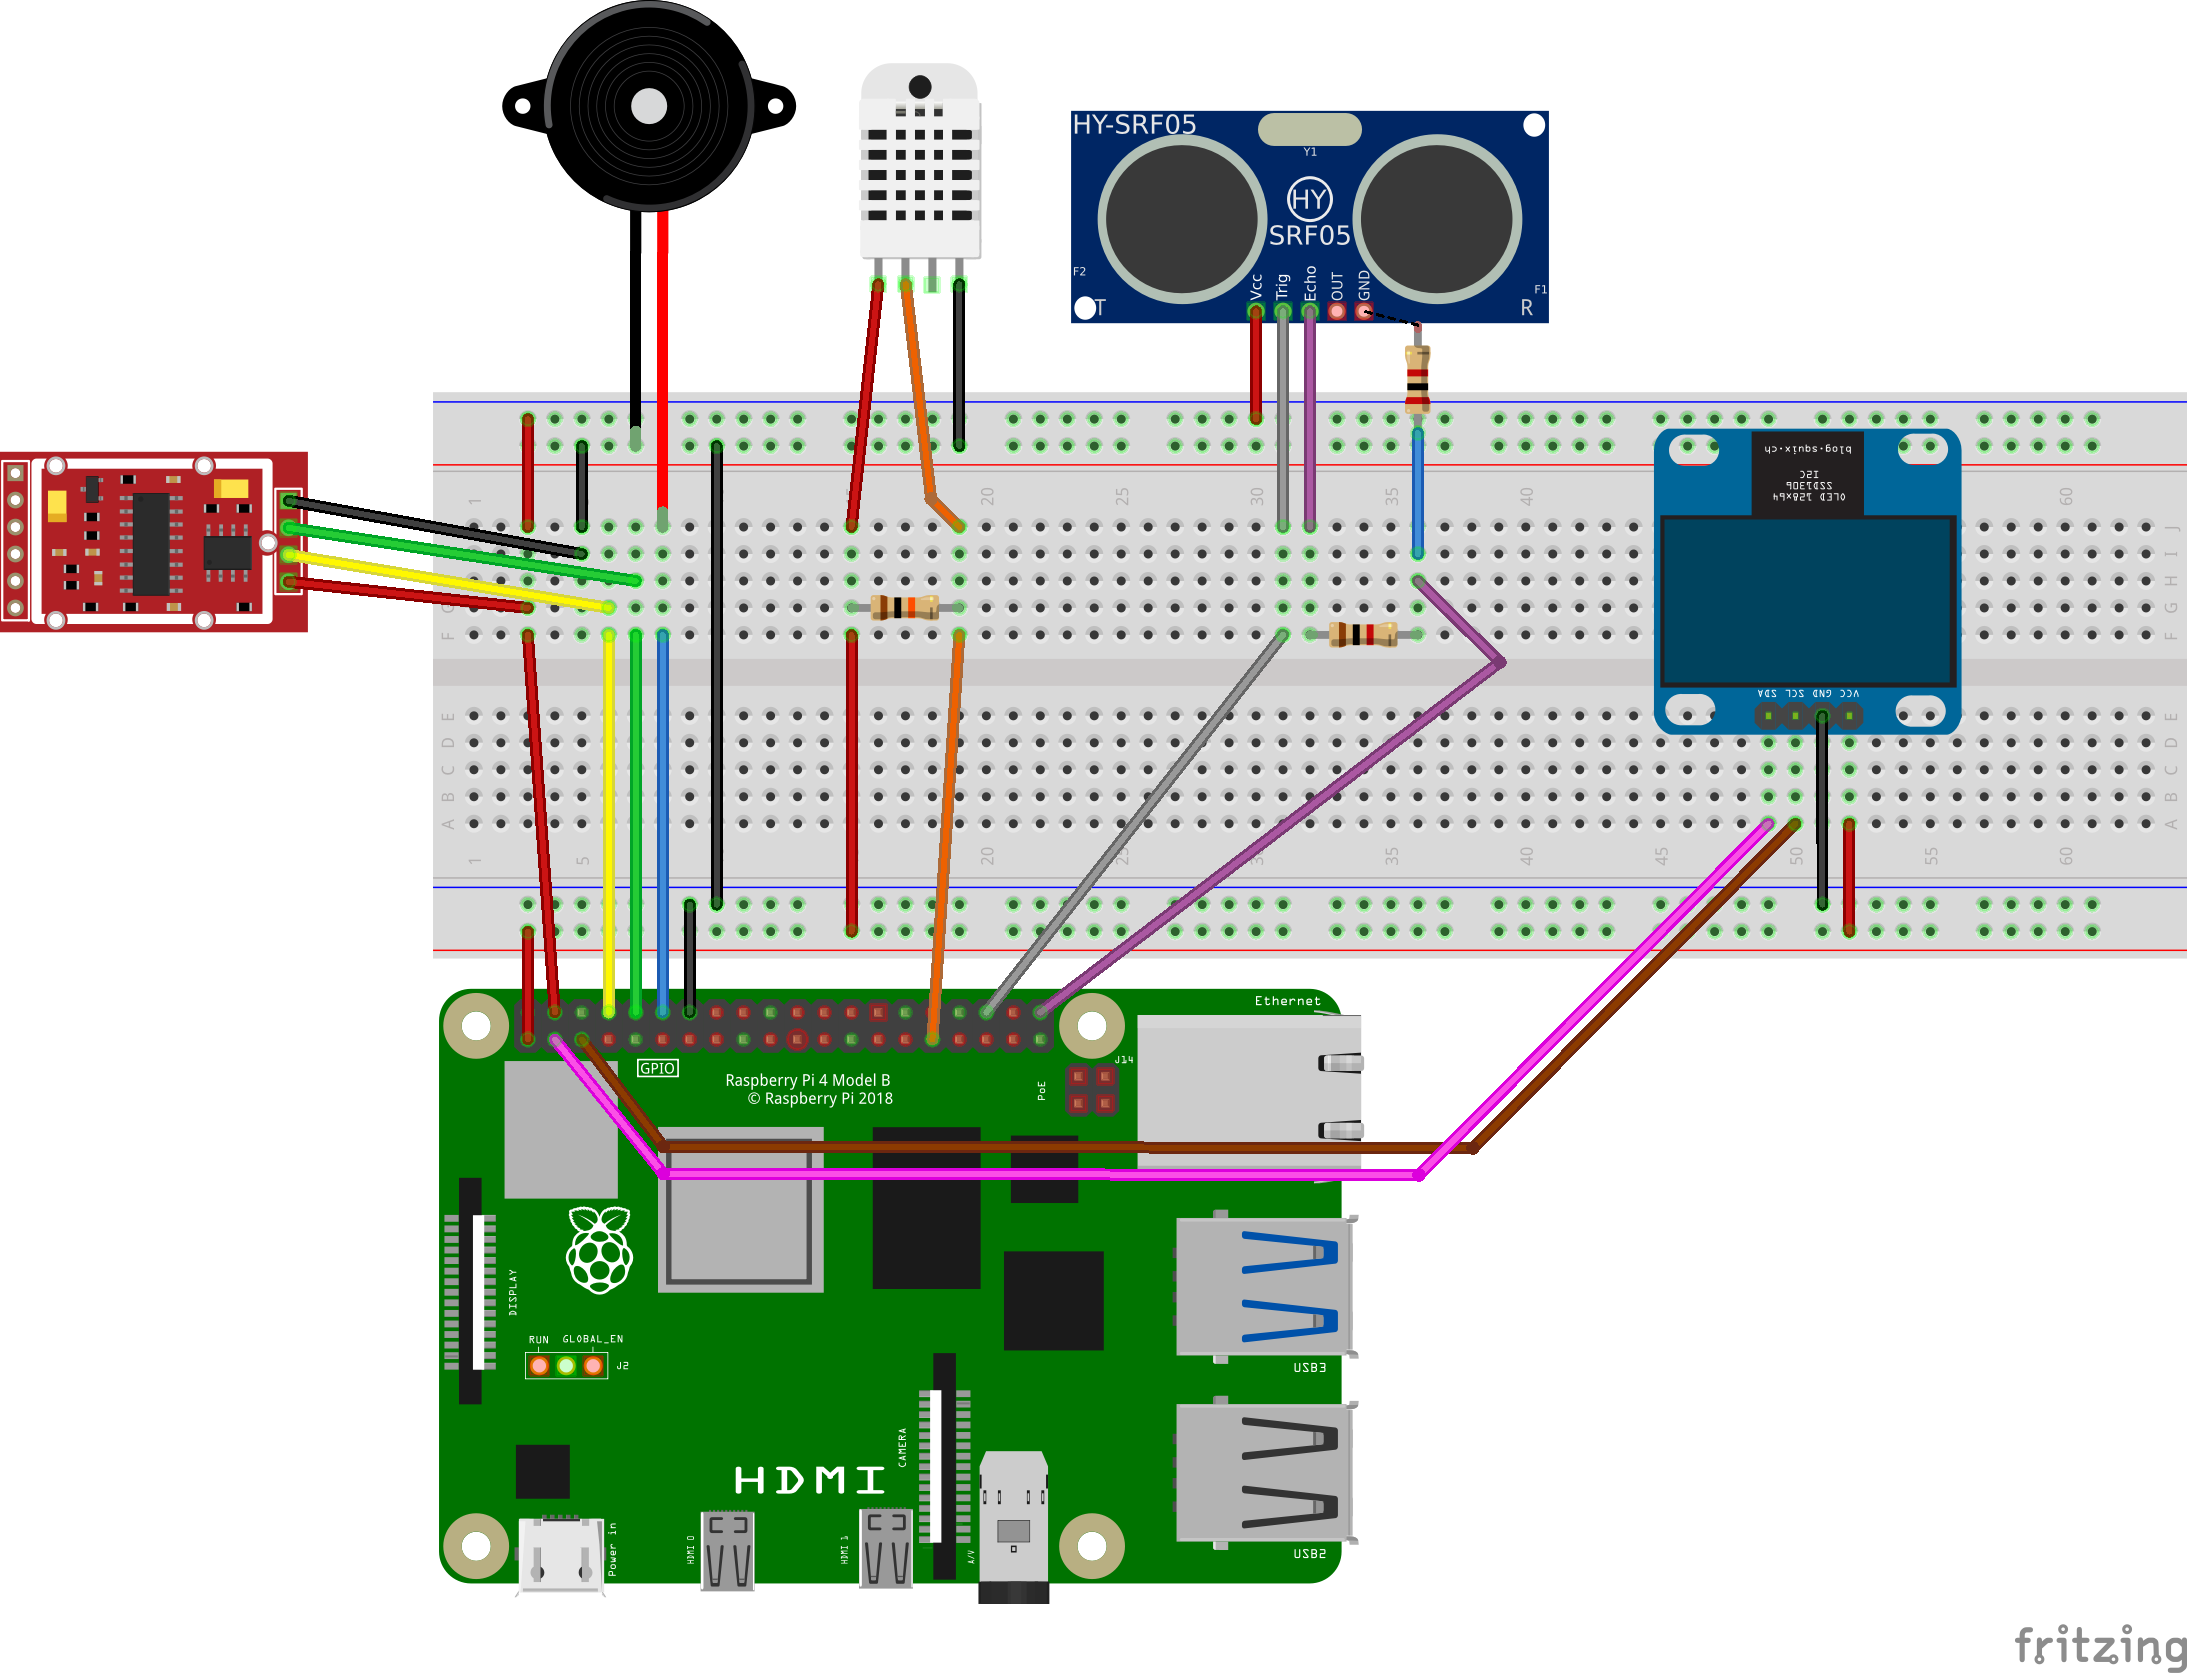 HY-SRF05
Y1
HY
SRF05
F2
F1
T
R
Vcc
Trig
Echo
OUT
GND
1
20
25
30
35
40
60
J
I
H
G
F
F
J
I
H
G
F
blog.squix.ch
I2C
SSD1306
OLED 128x64
SDA SCL GND VCC
E
D
C
B
A
E
D
C
B
A
1
5
20
25
30
35
40
45
50
55
60
Ethernet
GPIO
J14
PoE
Raspberry Pi 4 Model B
© Raspberry Pi 2018
DISPLAY
RUN
GLOBAL_EN
J2
USB3
CAMERA
HDMI
USB2
Power in
HDMI 0
HDMI 1
A/V
fritzing